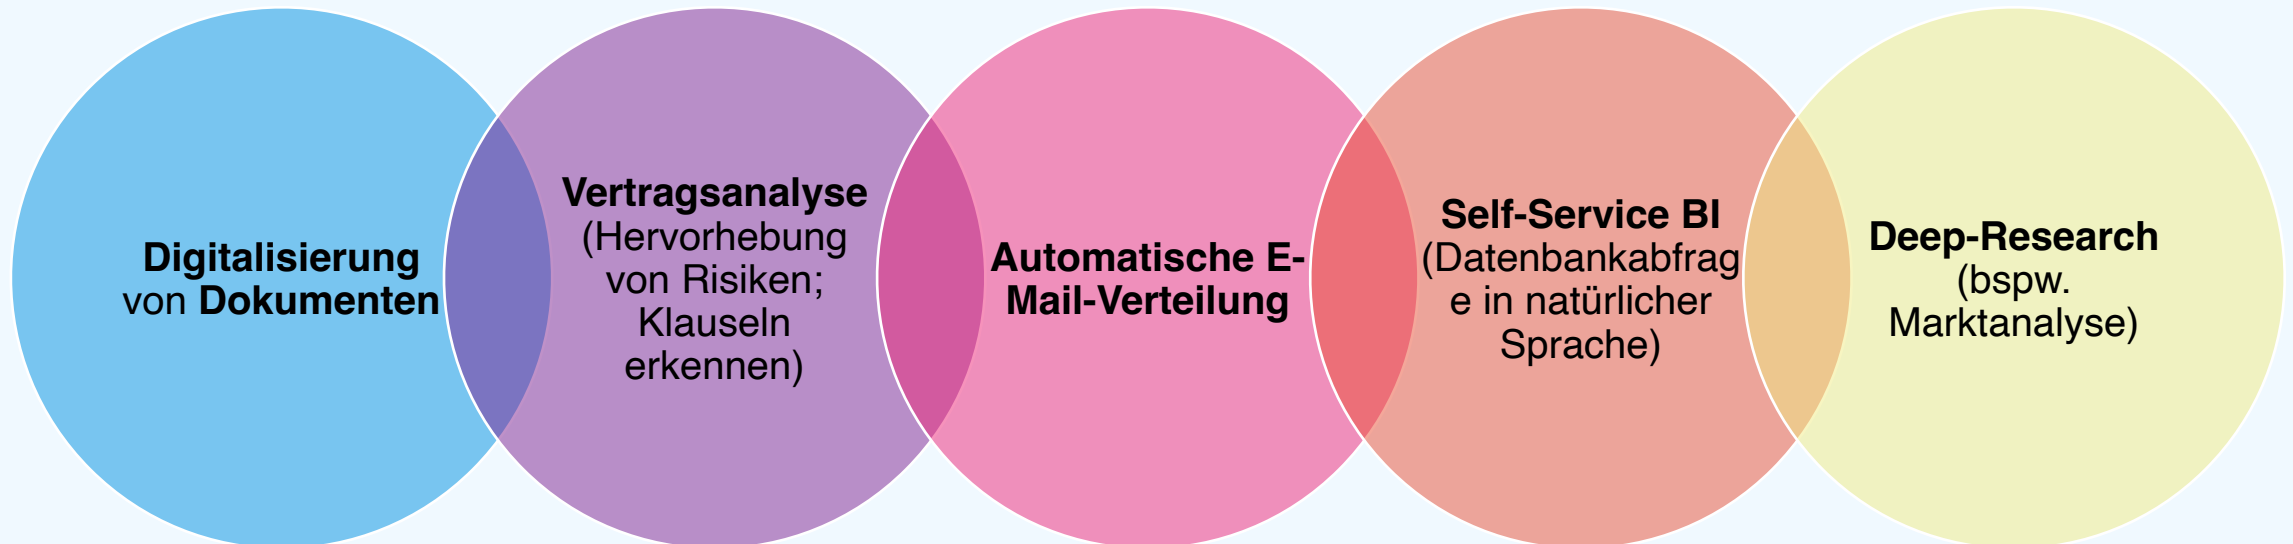 Digitalisierung
von Dokumenten
Vertragsanalyse
(Hervorhebung
von Risiken;
Klauseln
erkennen)
Automatische E-
Mail-Verteilung
Self-Service BI
(Datenbankabfrag
e in natürlicher
Sprache)
Deep-Research
(bspw.
Marktanalyse)